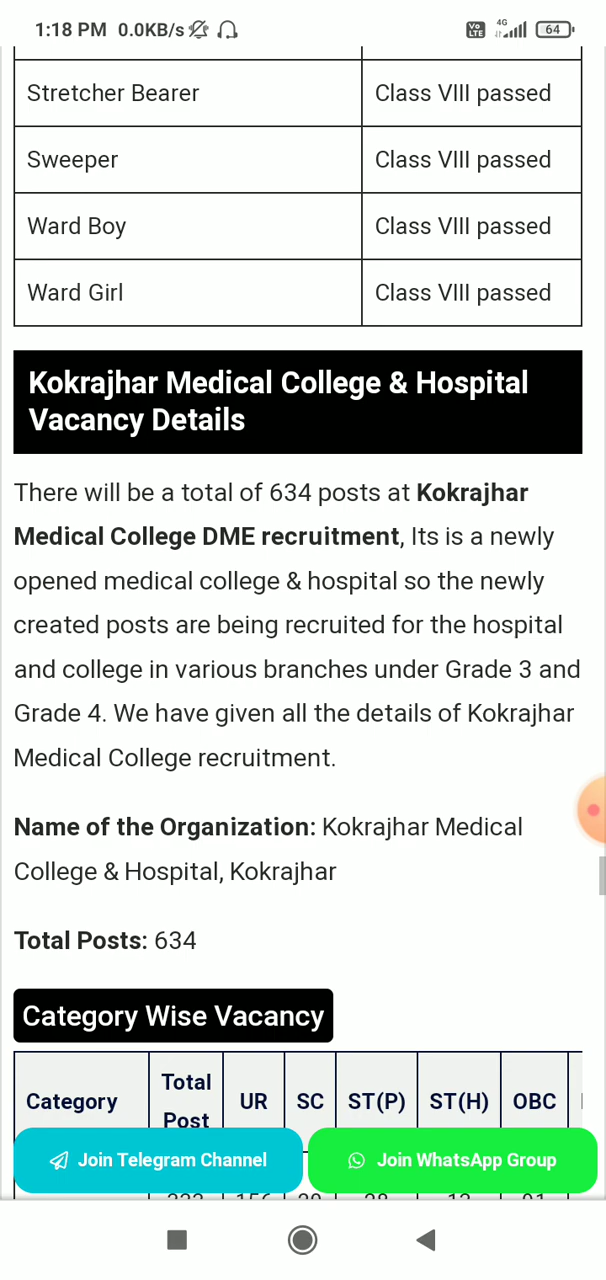 1:18 PM 0.0KB/s Vo LTE 4G 64
Stretcher Bearer Class VIII passed
Sweeper Class VIII passed
Ward Boy Class VIII passed
Ward Girl Class VIII passed
Kokrajhar Medical College & Hospital
Vacancy Details
There will be a total of 634 posts at Kokrajhar
Medical College DME recruitment, Its is a newly
opened medical college & hospital so the newly
created posts are being recruited for the hospital
and college in various branches under Grade 3 and
Grade 4. We have given all the details of Kokrajhar
Medical College recruitment.
Name of the Organization: Kokrajhar Medical
College & Hospital, Kokrajhar
Total Posts: 634
Category Wise Vacancy
Category Total Post UR SC ST(P) ST(H) OBC
Join Telegram Channel Join WhatsApp Group